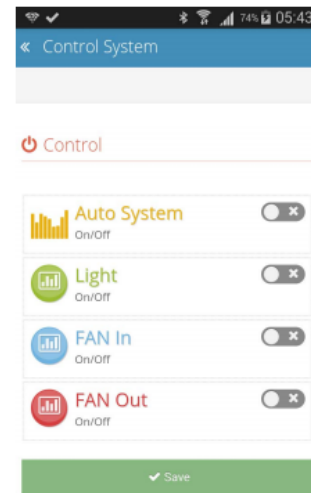 74% 05:43
« Control System
Control
Auto System
On/Off
Light
On/Off
FAN In
On/Off
FAN Out
On/Off
Save